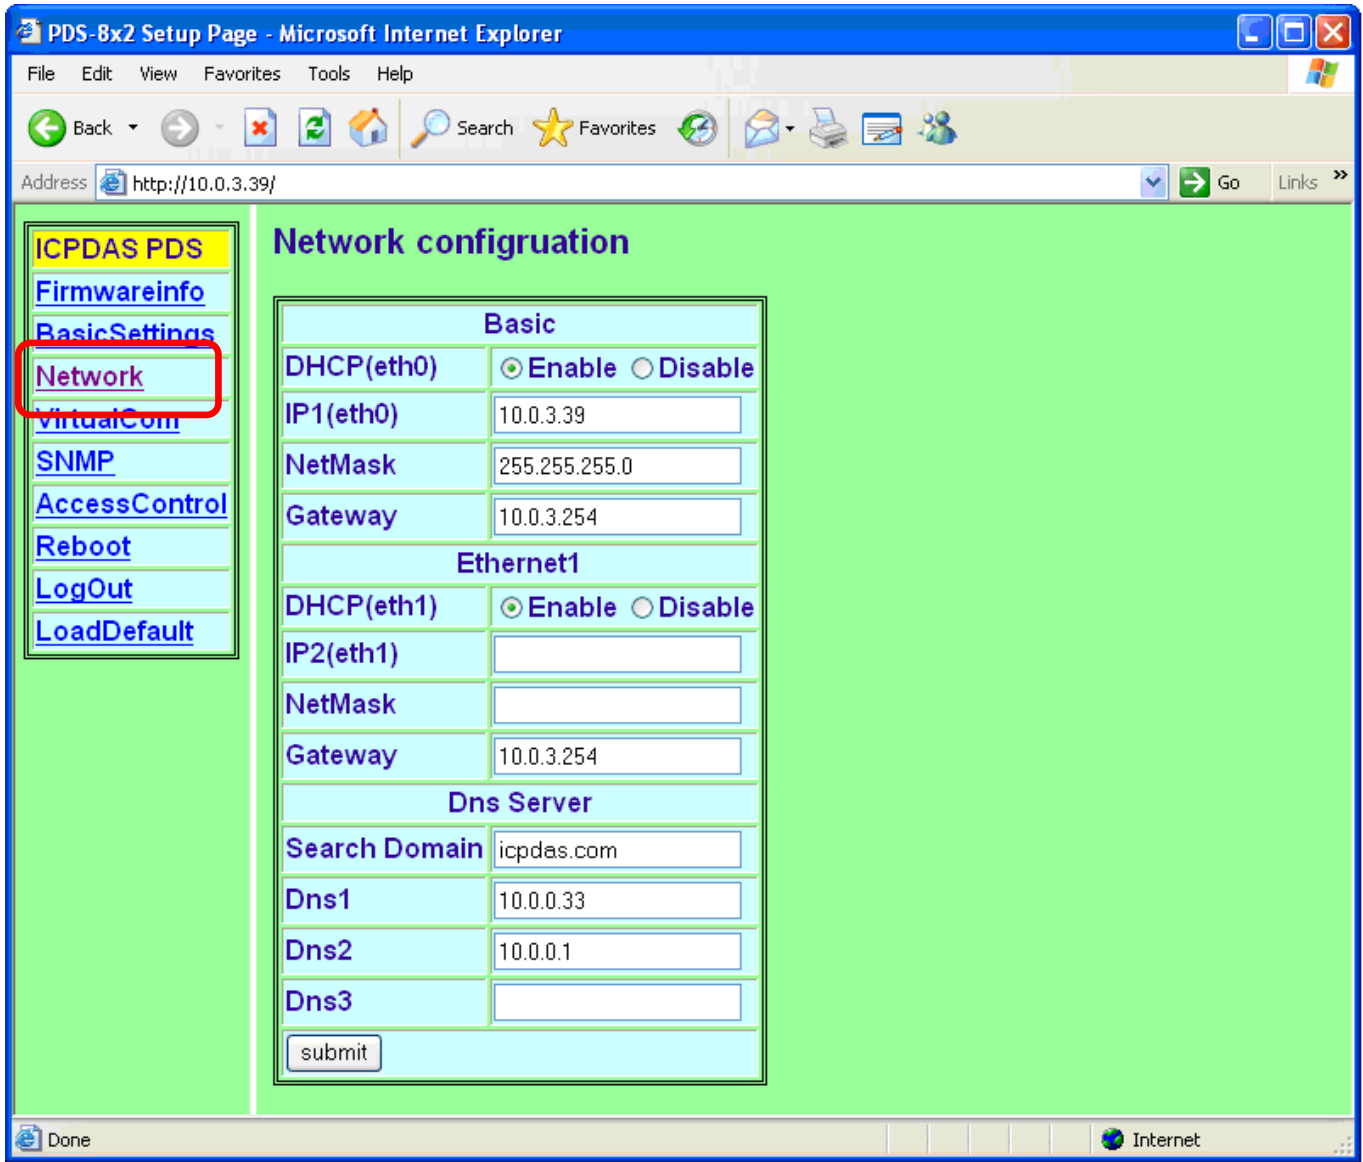 PDS-8x2 Setup Page - Microsoft Internet Explorer
File Edit View Favorites Tools Help
Back Search Favorites
Address http://10.0.3.39/ Go Links »
ICPDAS PDS
Firmwareinfo
BasicSettings
Network
VirtualCom
SNMP
AccessControl
Reboot
LogOut
LoadDefault
Network configruation
Basic
DHCP(eth0) Enable Disable
IP1(eth0) 10.0.3.39
NetMask 255.255.255.0
Gateway 10.0.3.254
Ethernet1
DHCP(eth1) Enable Disable
IP2(eth1)
NetMask
Gateway 10.0.3.254
Dns Server
Search Domain icpdas.com
Dns1 10.0.0.33
Dns2 10.0.0.1
Dns3
submit
Done Internet